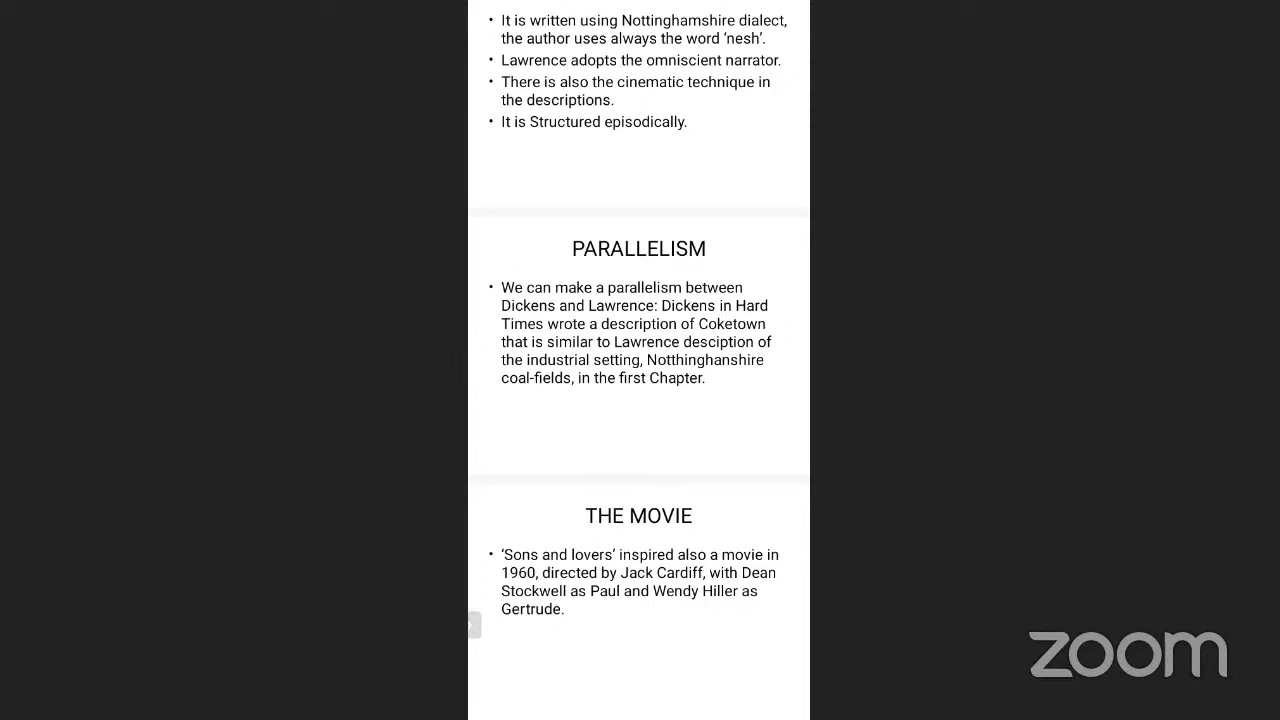 • It is written using Nottinghamshire dialect,
the author uses always the word ‘nesh’.
• Lawrence adopts the omniscient narrator.
• There is also the cinematic technique in
the descriptions.
• It is Structured episodically.
PARALLELISM
• We can make a parallelism between
Dickens and Lawrence: Dickens in Hard
Times wrote a description of Coketown
that is similar to Lawrence desciption of
the industrial setting, Notthinghanshire
coal-fields, in the first Chapter.
THE MOVIE
• ‘Sons and lovers’ inspired also a movie in
1960, directed by Jack Cardiff, with Dean
Stockwell as Paul and Wendy Hiller as
Gertrude.
zoom